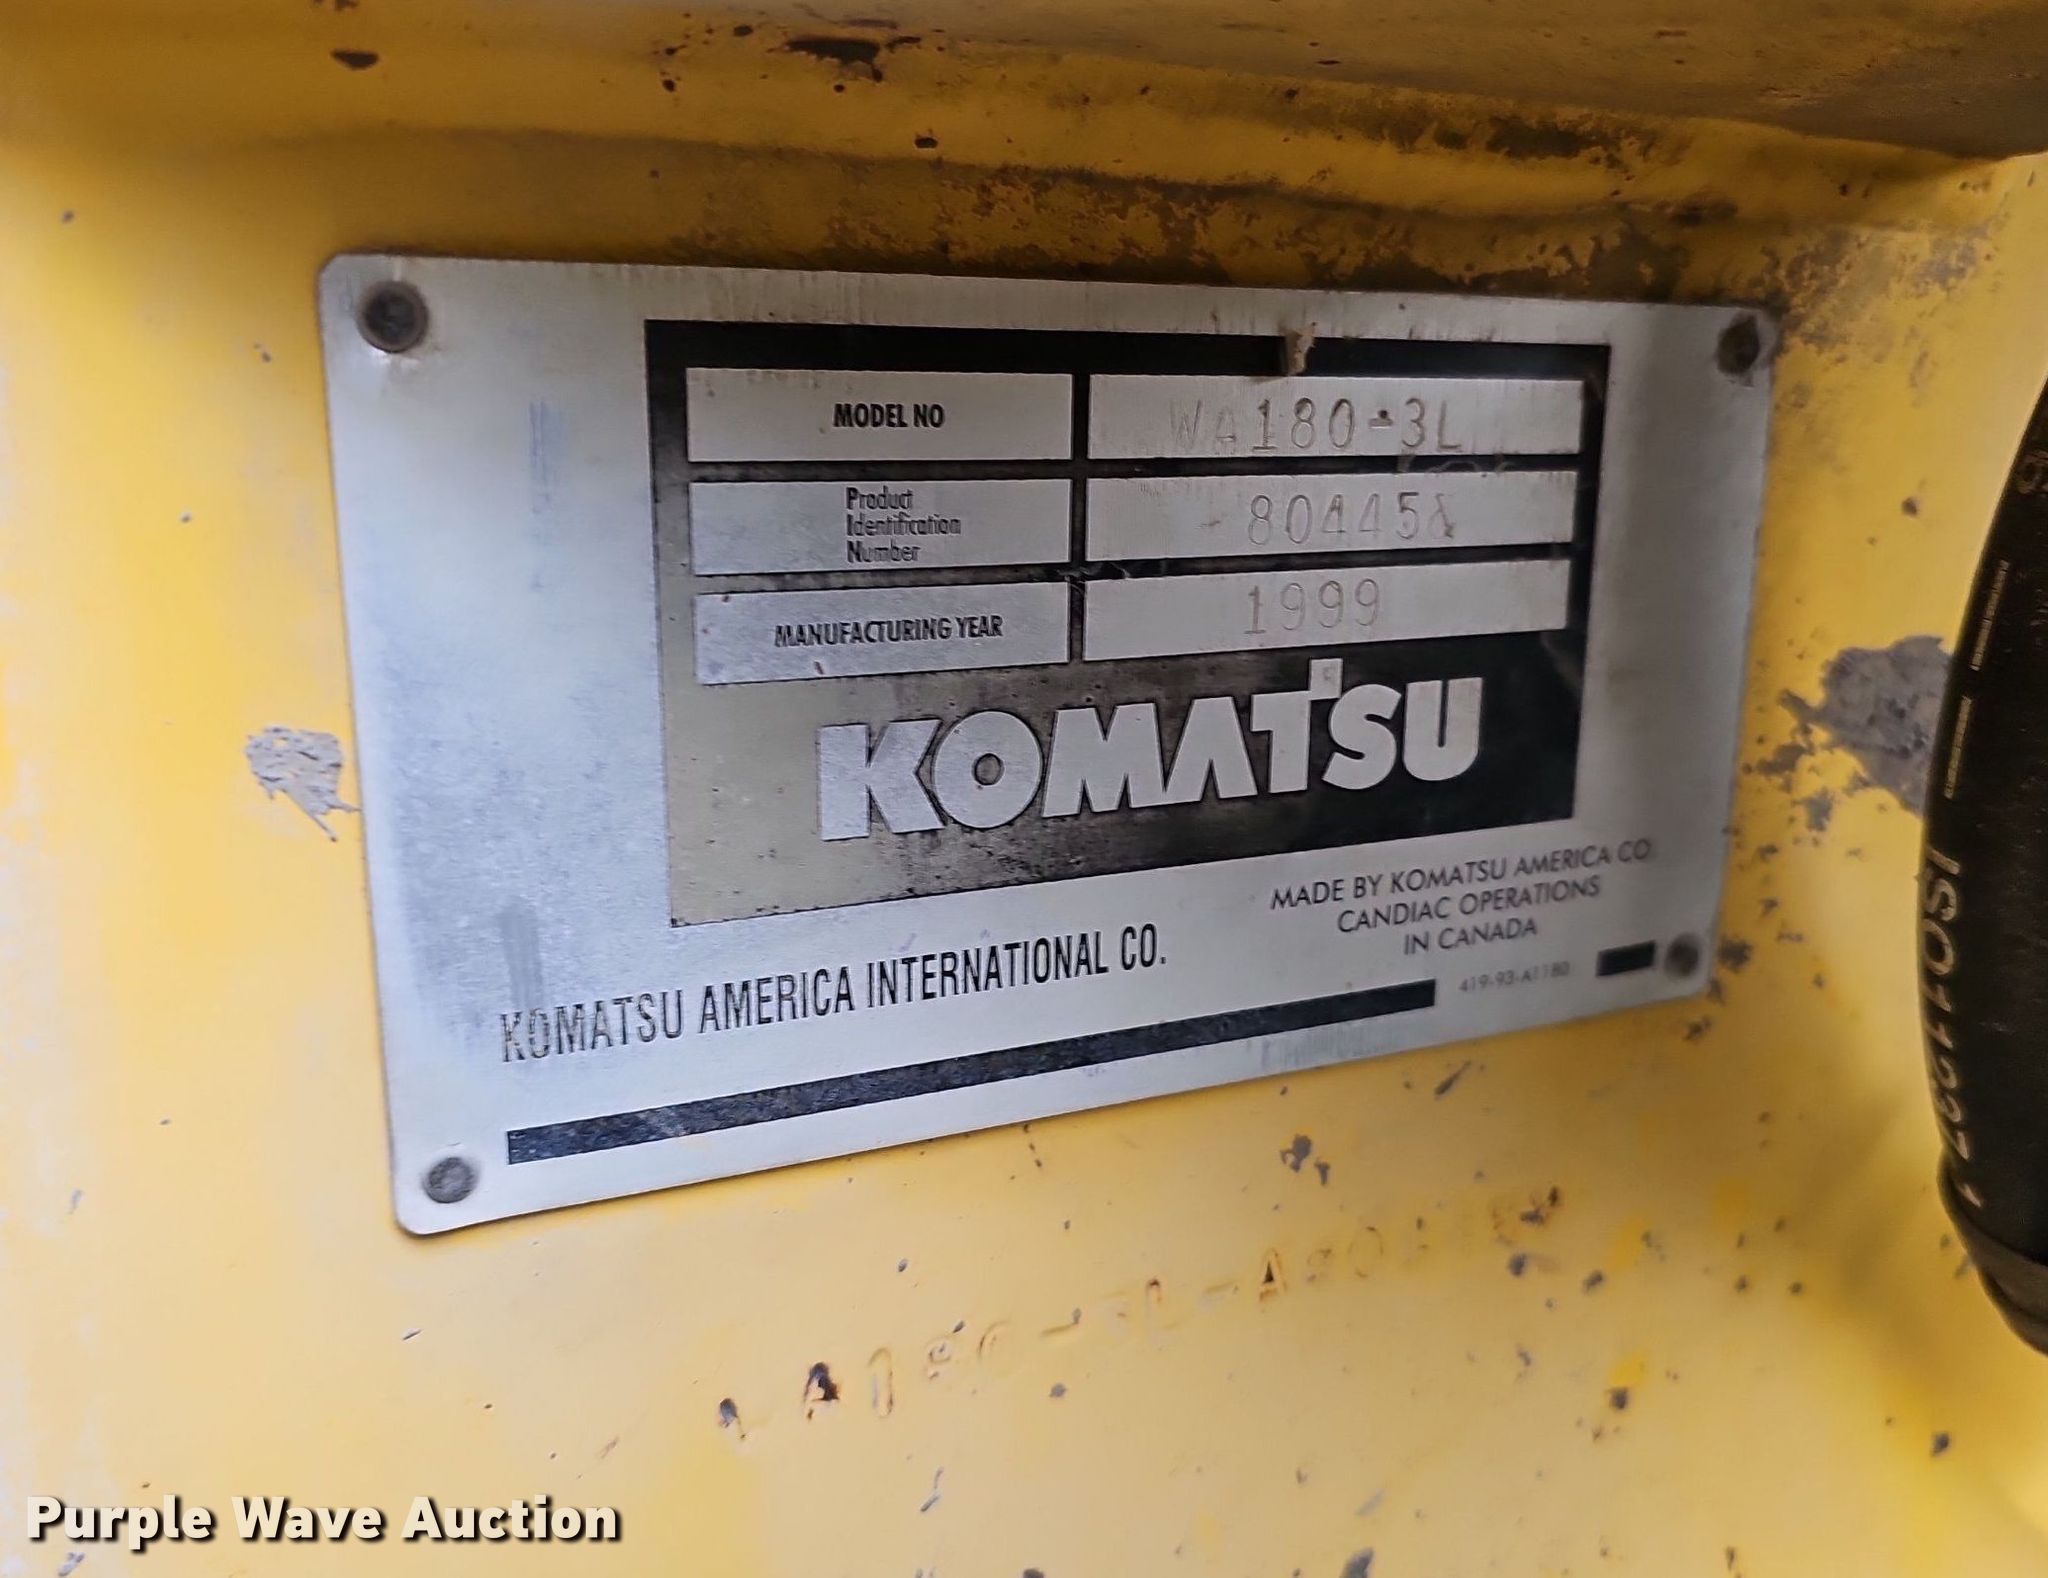 MODEL NO WA180-3L
Product
Identification
Number
MANUFACTURING YEAR 1999
KOMATSU
MADE BY KOMATSU AMERICA CO
CANDIAC OPERATIONS
IN CANADA
KOMATSU AMERICA INTERNATIONAL CO.
419-93-A1180
Purple Wave Auction